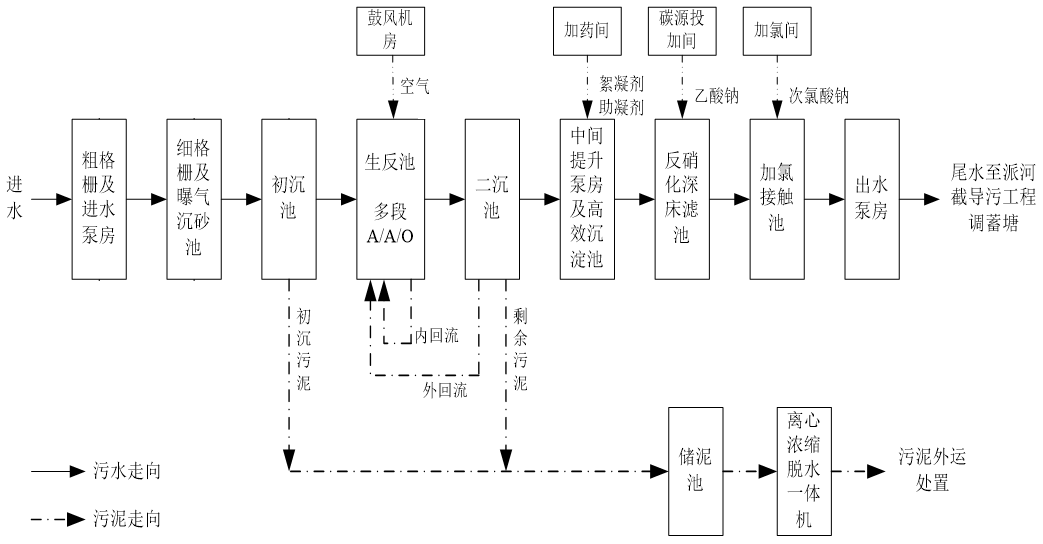 鼓风机
房
加药间
碳源投
加间
加氯间
空气
絮凝剂
助凝剂
乙酸钠
次氯酸钠
进
水
粗格
栅及
进水
泵房
细格
栅及
曝气
沉砂
池
初沉
池
生反池
多段
A/A/O
二沉
池
中间
提升
泵房
及高
效沉
淀池
反硝
化深
床滤
池
加氯
接触
池
出水
泵房
尾水至派河
截导污工程
调蓄塘
初
沉
污
泥
内回流
外回流
剩
余
污
泥
储泥
池
离心
浓缩
脱水
一体
机
污泥外运
处置
污水走向
污泥走向